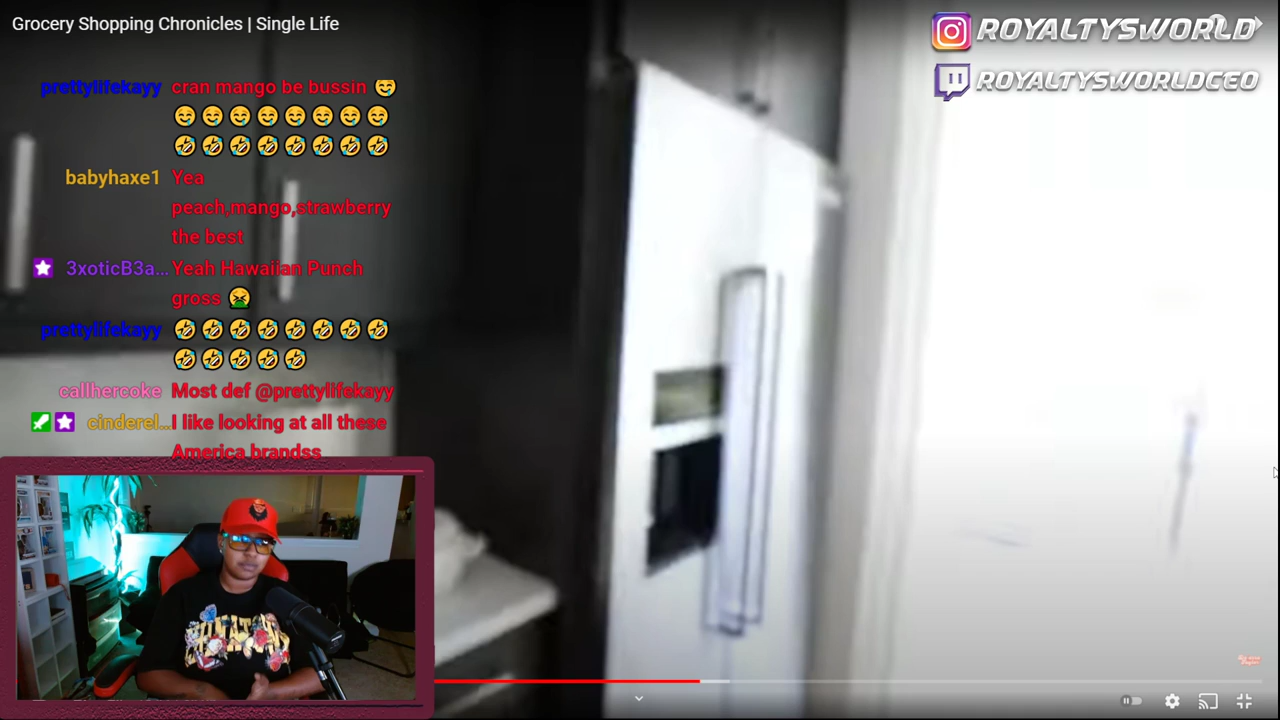 Grocery Shopping Chronicles | Single Life
ROYALTYSWORLD
ROYALTYSWORLDCEO
prettylifekayy cran mango be bussin 😋
😋😋😋😋😋😋😋😋
🤣🤣🤣🤣🤣🤣🤣🤣
babyhaxe1 Yea
peach,mango,strawberry
the best
3xoticB3a... Yeah Hawaiian Punch
gross 🤮
prettylifekayy 🤣🤣🤣🤣🤣🤣🤣🤣
🤣🤣🤣🤣🤣
callhercoke Most def @prettylifekayy
cinderel... I like looking at all these
America brandss